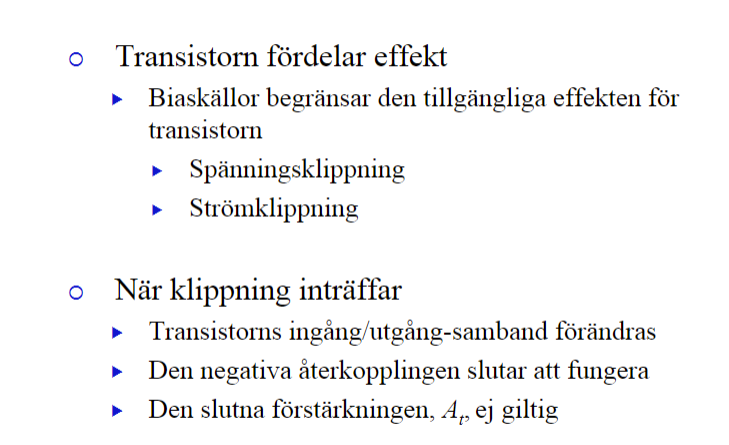 Transistorn fördelar effekt
Biaskällor begränsar den tillgängliga effekten för
transistorn
Spänningsklippning
Strömklippning
När klippning inträffar
Transistorns ingång/utgång-samband förändras
Den negativa återkopplingen slutar att fungera
Den slutna förstärkningen, At, ej giltig